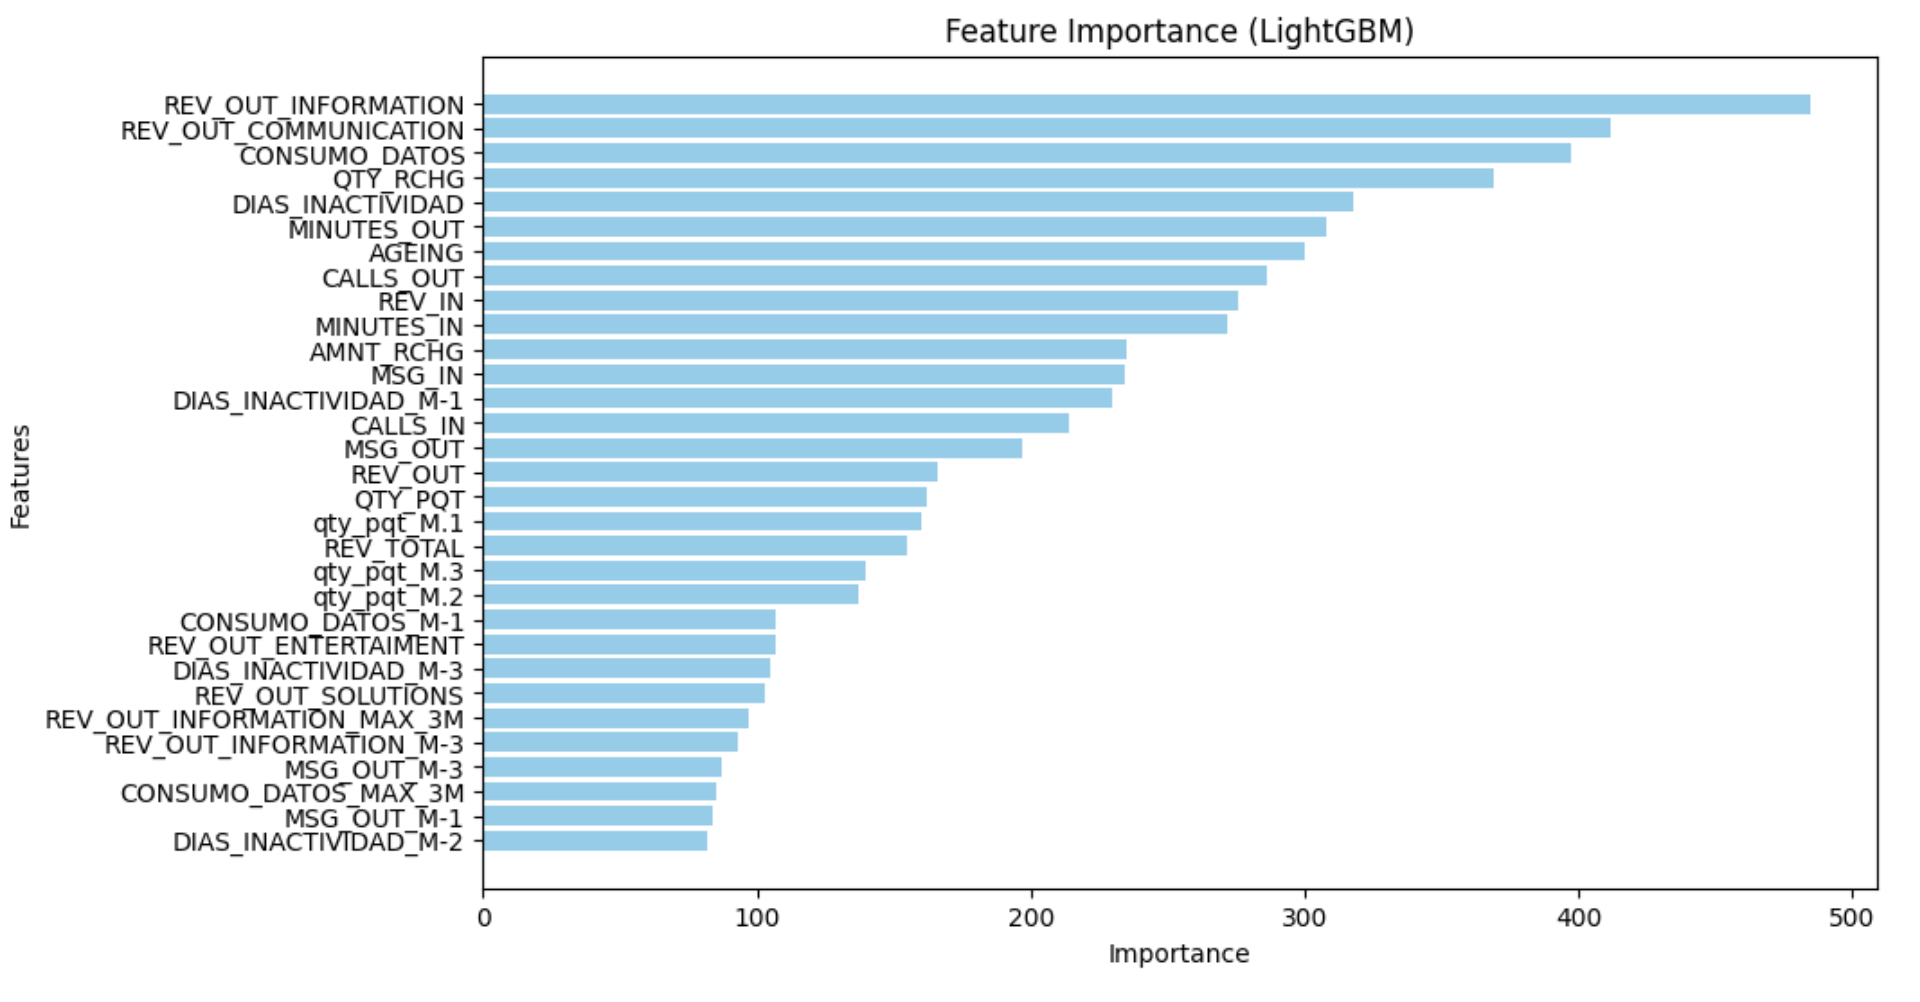 Feature Importance (LightGBM)
REV_OUT_INFORMATION
REV_OUT_COMMUNICATION
CONSUMO_DATOS
QTY_RCHG
DIAS_INACTIVIDAD
MINUTES_OUT
AGEING
CALLS_OUT
REV_IN
MINUTES_IN
AMNT_RCHG
MSG_IN
DIAS_INACTIVIDAD_M-1
CALLS_IN
MSG_OUT
REV_OUT
QTY_PQT
qty_pqt_M.1
REV_TOTAL
qty_pqt_M.3
qty_pqt_M.2
CONSUMO_DATOS_M-1
REV_OUT_ENTERTAIMENT
DIAS_INACTIVIDAD_M-3
REV_OUT_SOLUTIONS
REV_OUT_INFORMATION_MAX_3M
REV_OUT_INFORMATION_M-3
MSG_OUT_M-3
CONSUMO_DATOS_MAX_3M
MSG_OUT_M-1
DIAS_INACTIVIDAD_M-2
Features
0 100 200 300 400 500
Importance